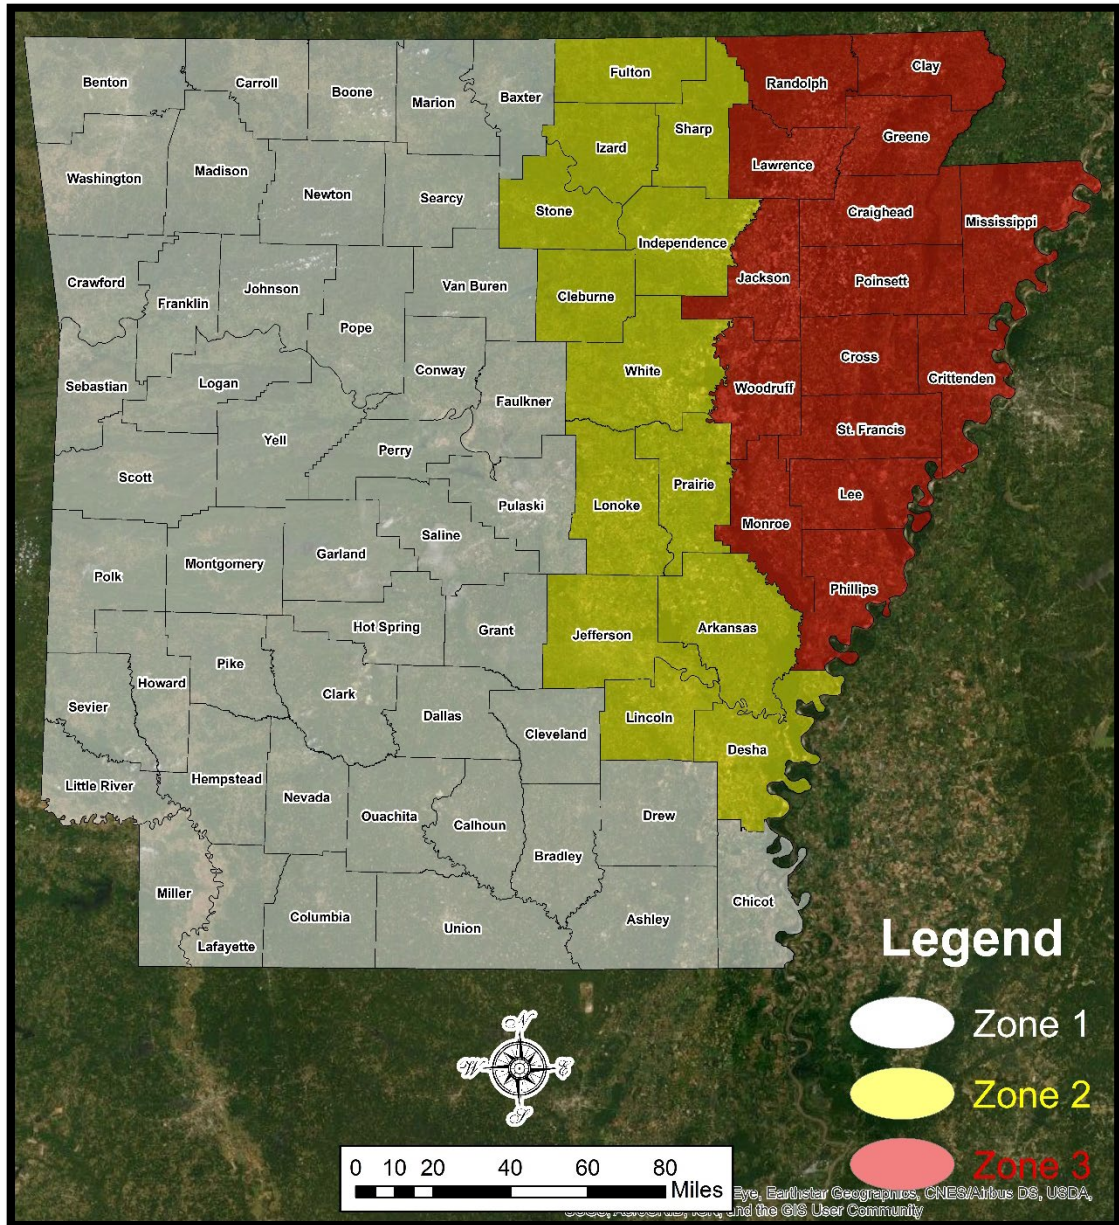 Fulton
Clay
Benton
Carroll
Boone
Marion
Baxter
Randolph
Sharp
Greene
Izard
Lawrence
Washington
Madison
Newton
Searcy
Stone
Craighead
Mississippi
Independence
Crawford
Franklin
Johnson
Van Buren
Cleburne
Jackson
Poinsett
Pope
Conway
White
Cross
Crittenden
Sebastian
Logan
Faulkner
Woodruff
St. Francis
Yell
Perry
Scott
Pulaski
Lonoke
Prairie
Lee
Monroe
Saline
Garland
Montgomery
Polk
Phillips
Hot Spring
Grant
Jefferson
Arkansas
Pike
Howard
Clark
Sevier
Dallas
Cleveland
Lincoln
Desha
Little River
Hempstead
Nevada
Ouachita
Calhoun
Drew
Bradley
Miller
Chicot
Lafayette
Columbia
Union
Ashley
Legend
Zone 1
Zone 2
Zone 3
N
W E
S
0 10 20 40 60 80
Miles
Eye, Earthstar Geographics, CNES/Airbus DS, USDA,
and the GIS User Community